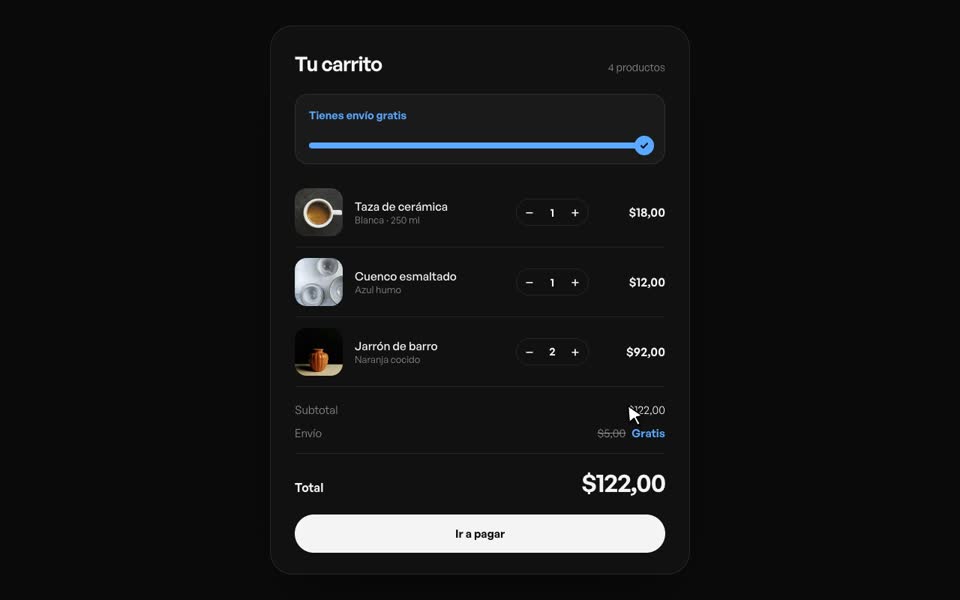 Tu carrito
4 productos
Tienes envío gratis
Taza de cerámica
Blanca · 250 ml
− 1 +
$18,00
Cuenco esmaltado
Azul humo
− 1 +
$12,00
Jarrón de barro
Naranja cocido
− 2 +
$92,00
Subtotal
Envío
$5,00 Gratis
Total
$122,00
Ir a pagar